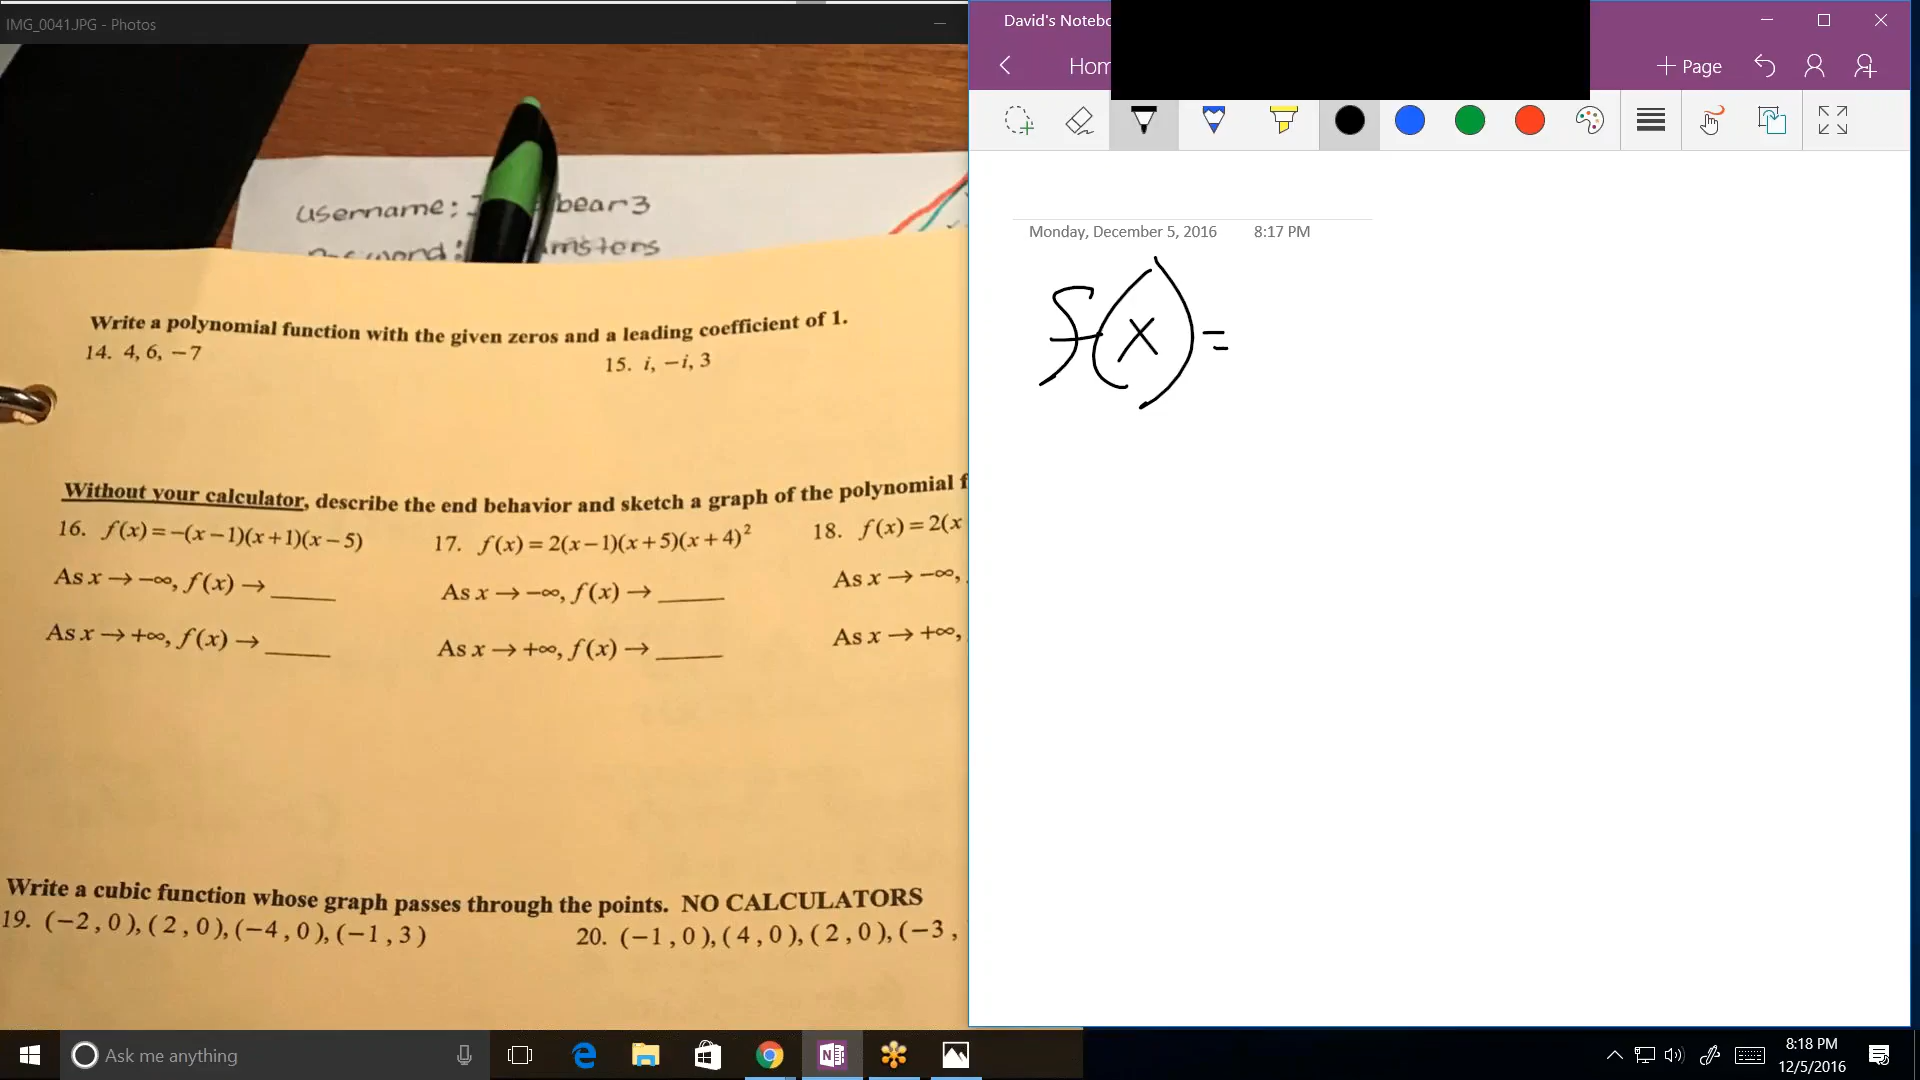 IMG_0041.JPG - Photos
David's Notebo
Hom
Page
username: bear3
msters
Monday, December 5, 2016 8:17 PM
f(x) =
Write a polynomial function with the given zeros and a leading coefficient of 1.
14. 4, 6, −7
15. i, −i, 3
Without your calculator, describe the end behavior and sketch a graph of the polynomial f
16. f(x)=−(x−1)(x+1)(x−5)
17. f(x)=2(x−1)(x+5)(x+4)²
18. f(x)=2(x
As x → −∞, f(x) → _____
As x → −∞, f(x) → _____
As x → −∞,
As x → +∞, f(x) → _____
As x → +∞, f(x) → _____
As x → +∞,
Write a cubic function whose graph passes through the points. NO CALCULATORS
19. (−2,0), (2,0), (−4,0), (−1,3)
20. (−1,0), (4,0), (2,0), (−3,
Ask me anything
8:18 PM
12/5/2016